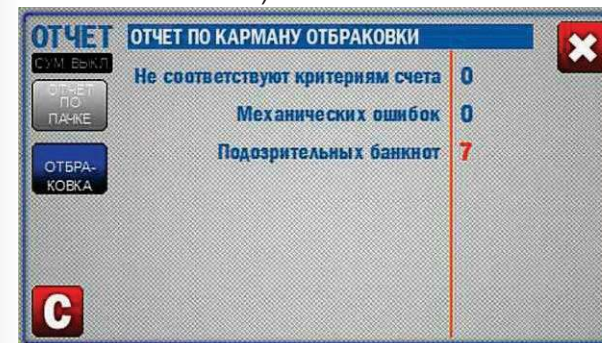 ОТЧЕТ
ОТЧЕТ ПО КАРМАНУ ОТБРАКОВКИ
СУМ. ВЫКЛ
Не соответствуют критериям счета 0
ОТЧЕТ
ПО
ПАЧКЕ
Механических ошибок 0
Подозрительных банкнот 7
ОТБРА-
КОВКА
C